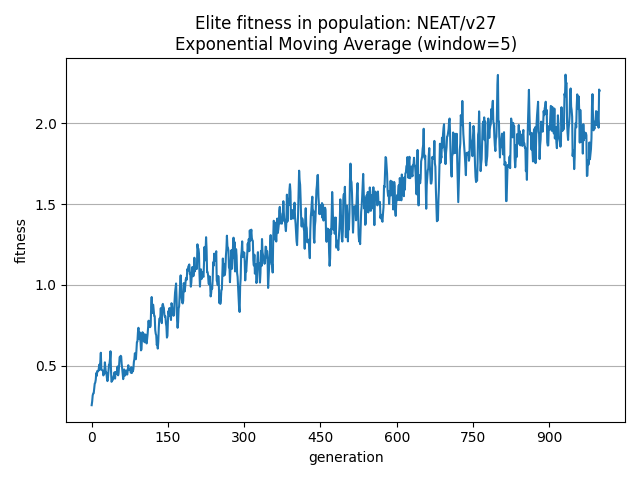 Elite fitness in population: NEAT/v27
Exponential Moving Average (window=5)
fitness
2.0
1.5
1.0
0.5
0 150 300 450 600 750 900
generation